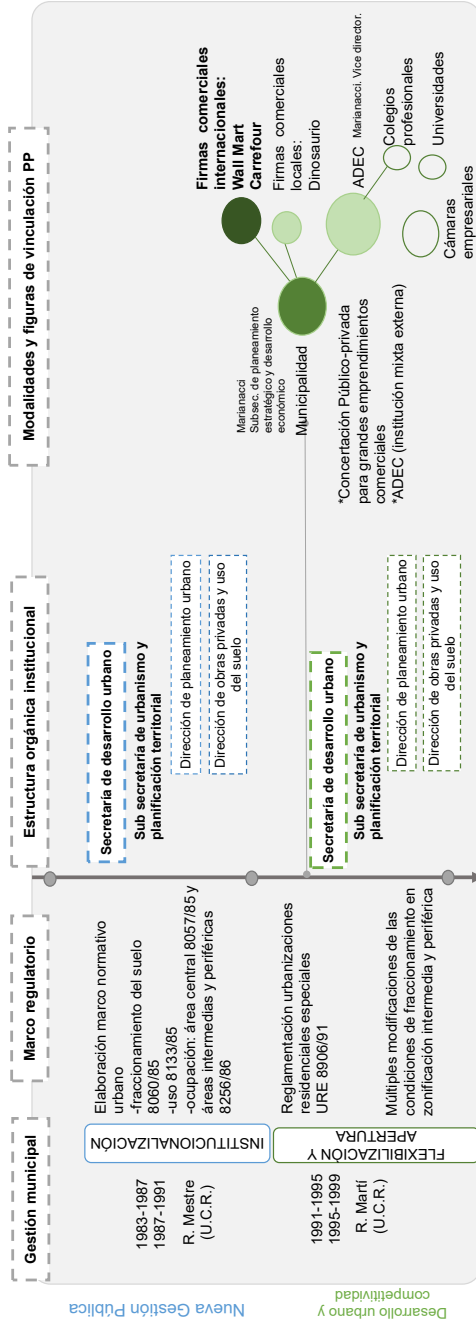 Gestión municipal
Marco regulatorio
Estructura orgánica institucional
Modalidades y figuras de vinculación PP
Nueva Gestión Pública
1983-1987
1987-1991
R. Mestre
(U.C.R.)
INSTITUCIONALIZACIÓN
Elaboración marco normativo
urbano
-fraccionamiento del suelo
8060/85
-uso 8133/85
-ocupación: área central 8057/85 y
áreas intermedias y periféricas
8256/86
Secretaría de desarrollo urbano
Sub secretaría de urbanismo y
planificación territorial
Dirección de planeamiento urbano
Dirección de obras privadas y uso
del suelo
Desarrollo urbano y
competitividad
1991-1995
1995-1999
R. Martí
(U.C.R.)
FLEXIBILIZACIÓN Y
APERTURA
Reglamentación urbanizaciones
residenciales especiales
URE 8906/91
Múltiples modificaciones de las
condiciones de fraccionamiento en
zonificación intermedia y periférica
Secretaría de desarrollo urbano
Sub secretaría de urbanismo y
planificación territorial
Dirección de planeamiento urbano
Dirección de obras privadas y uso
del suelo
Marianacci
Subsec. de planeamiento
estratégico y desarrollo
económico
Municipalidad
*Concertación Público-privada
para grandes emprendimientos
comerciales
*ADEC (institución mixta externa)
Firmas comerciales
internacionales:
Wall Mart
Carrefour
Firmas comerciales
locales:
Dinosaurio
ADEC Marianacci. Vice director.
Colegios
profesionales
Universidades
Cámaras
empresariales